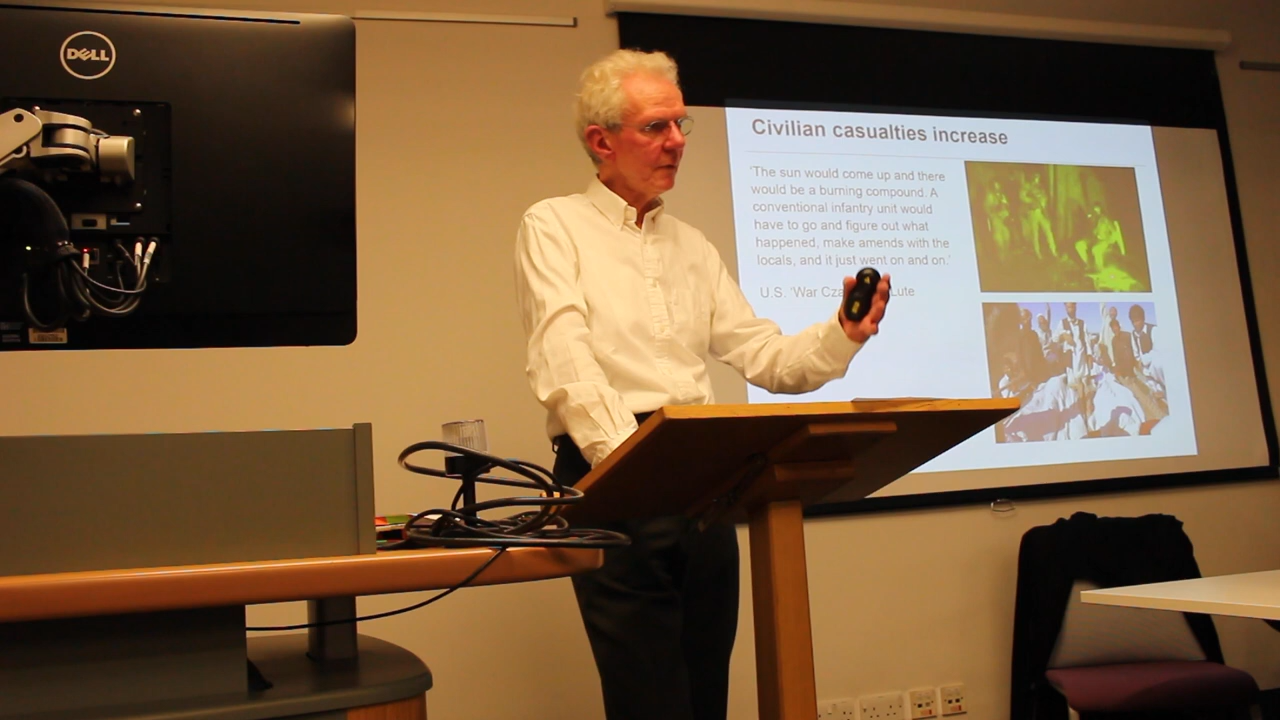 DELL
Civilian casualties increase
'The sun would come up and there
would be a burning compound. A
conventional infantry unit would
have to go and figure out what
happened, make amends with the
locals, and it just went on and on.'
U.S. 'War Cza Lute